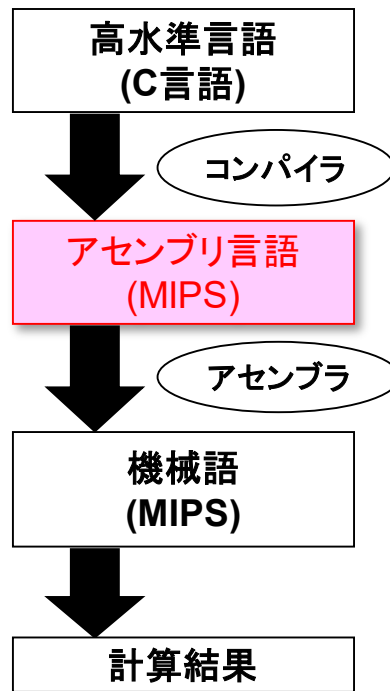 高水準言語
(C言語)
コンパイラ
アセンブリ言語
(MIPS)
アセンブラ
機械語
(MIPS)
計算結果